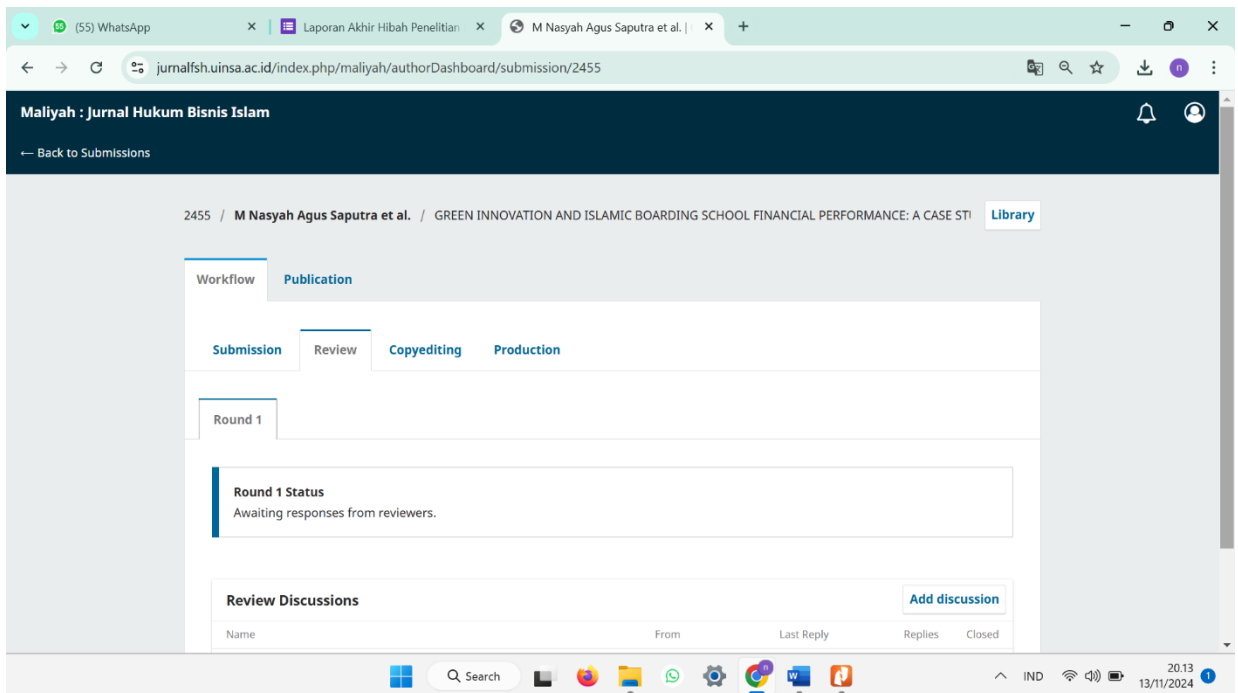 (55) WhatsApp
Laporan Akhir Hibah Penelitian
M Nasyah Agus Saputra et al. |
jurnalfsh.uinsa.ac.id/index.php/maliyah/authorDashboard/submission/2455
n
Maliyah : Jurnal Hukum Bisnis Islam
← Back to Submissions
2455 / M Nasyah Agus Saputra et al. / GREEN INNOVATION AND ISLAMIC BOARDING SCHOOL FINANCIAL PERFORMANCE: A CASE
Library
Workflow Publication
Submission Review Copyediting Production
Round 1
Round 1 Status
Awaiting responses from reviewers.
Review Discussions
Add discussion
Name From Last Reply Replies Closed
Search
IND
20.13
13/11/2024
1